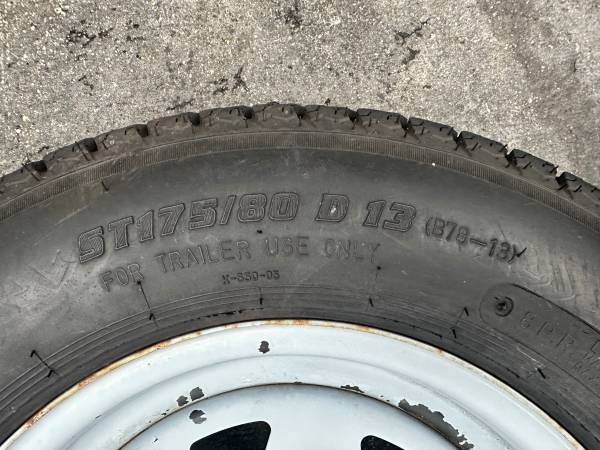 ST175/80 D 13 (B78-13)
FOR TRAILER USE ONLY